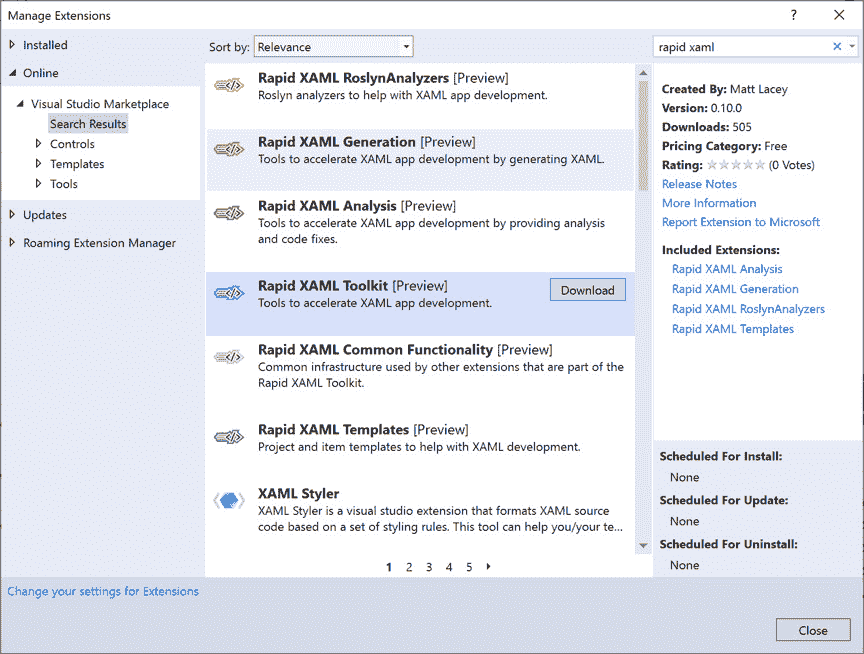 Manage Extensions
?
Installed
Online
Visual Studio Marketplace
Search Results
Controls
Templates
Tools
Updates
Roaming Extension Manager
Sort by: Relevance
Rapid XAML RoslynAnalyzers [Preview]
Roslyn analyzers to help with XAML app development.
Rapid XAML Generation [Preview]
Tools to accelerate XAML app development by generating XAML.
Rapid XAML Analysis [Preview]
Tools to accelerate XAML app development by providing analysis
and code fixes.
Rapid XAML Toolkit [Preview]
Tools to accelerate XAML app development.
Download
Rapid XAML Common Functionality [Preview]
Common infrastructure used by other extensions that are part of the
Rapid XAML Toolkit.
Rapid XAML Templates [Preview]
Project and item templates to help with XAML development.
XAML Styler
XAML Styler is a visual studio extension that formats XAML source
code based on a set of styling rules. This tool can help you/your te...
1 2 3 4 5
rapid xaml
Created By: Matt Lacey
Version: 0.10.0
Downloads: 505
Pricing Category: Free
Rating: (0 Votes)
Release Notes
More Information
Report Extension to Microsoft
Included Extensions:
Rapid XAML Analysis
Rapid XAML Generation
Rapid XAML RoslynAnalyzers
Rapid XAML Templates
Scheduled For Install:
None
Scheduled For Update:
None
Scheduled For Uninstall:
None
Change your settings for Extensions
Close